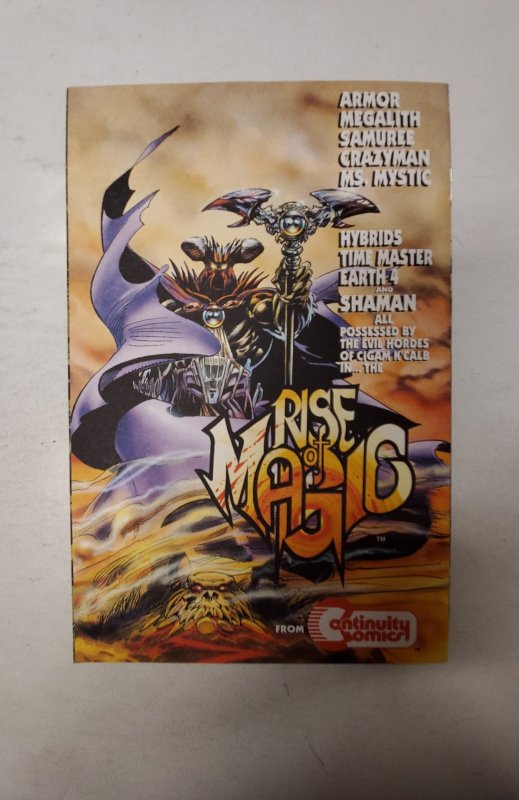 ARMOR
MEGALITH
SAMUREE
CRAZYMAN
MS. MYSTIC
HYBRIDS
TIME MASTER
EARTH 4
AND
SHAMAN
ALL
POSSESSED BY
THE EVIL HORDES
OF CIGAM K'CALB
IN... THE
RISE
OF
MAGIC
TM
FROM Continuity
Comics